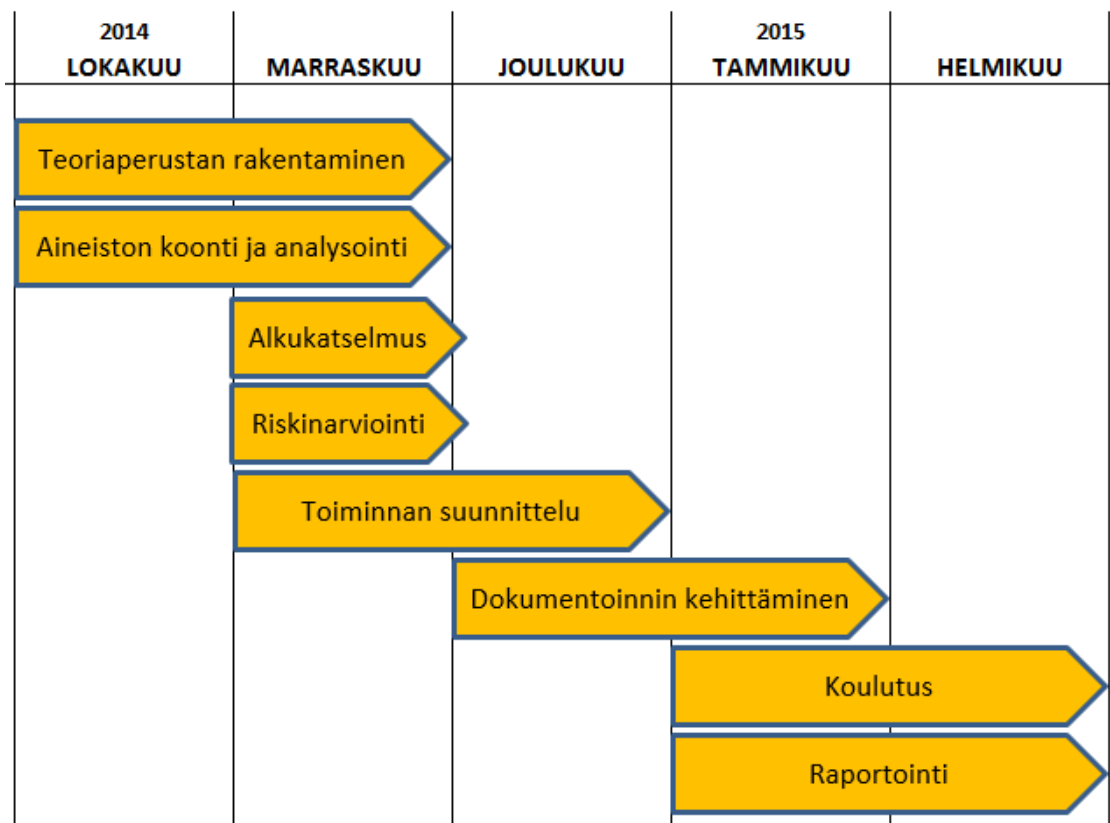 2014
2015
LOKAKUU
MARRASKUU
JOULUKUU
TAMMIKUU
HELMIKUU
Teoriaperustan rakentaminen
Aineiston koonti ja analysointi
Alkukatselmus
Riskinarviointi
Toiminnan suunnittelu
Dokumentoinnin kehittäminen
Koulutus
Raportointi